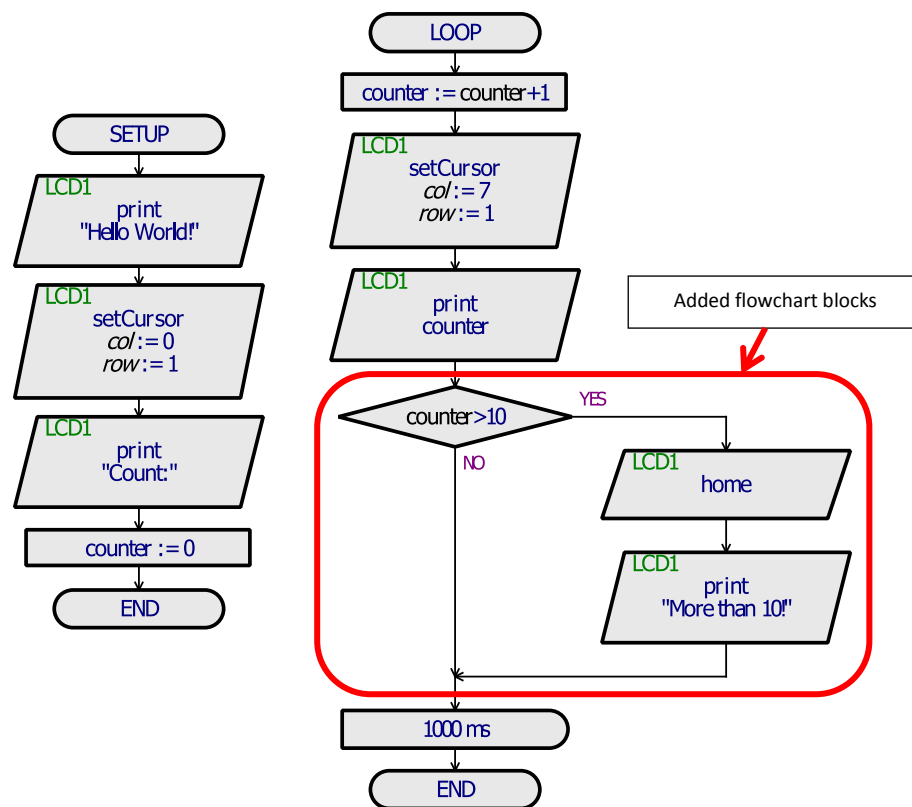 SETUP
LCD1
print
"Hello World!"
LCD1
setCursor
col := 0
row := 1
LCD1
print
"Count:"
counter := 0
END
LOOP
counter := counter+1
LCD1
setCursor
col := 7
row := 1
LCD1
print
counter
Added flowchart blocks
counter>10
YES
NO
LCD1
home
LCD1
print
"More than 10!"
1000 ms
END